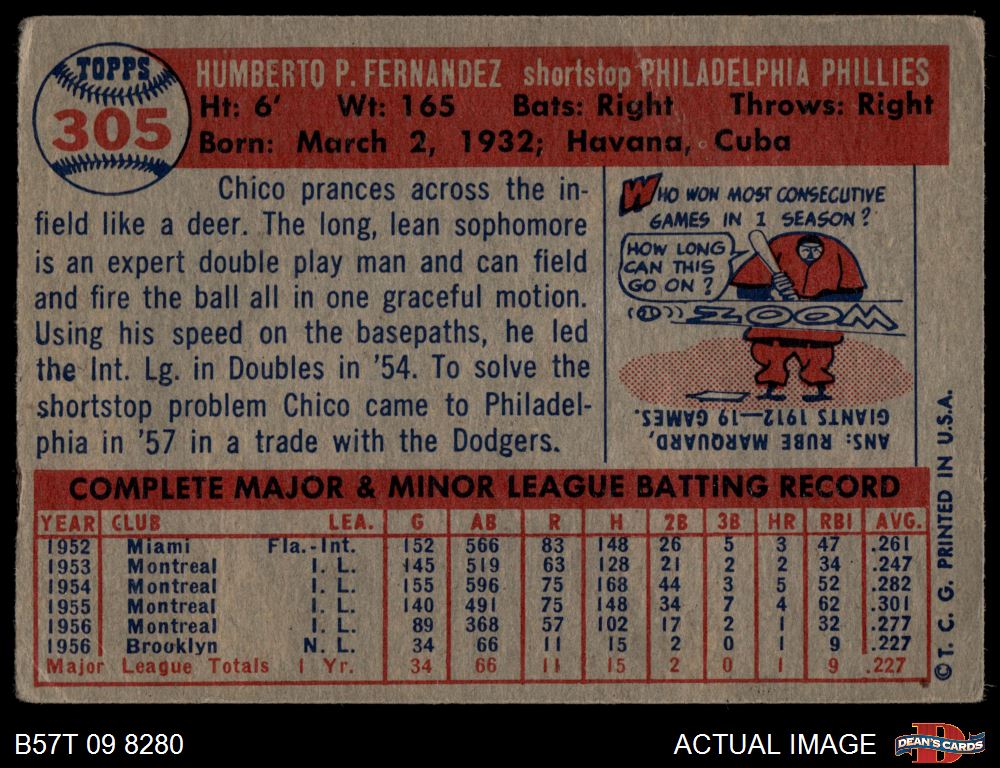 TOPPS
305
HUMBERTO P. FERNANDEZ shortstop PHILADELPHIA PHILLIES
Ht: 6' Wt: 165 Bats: Right Throws: Right
Born: March 2, 1932; Havana, Cuba
Chico prances across the in-
field like a deer. The long, lean sophomore
is an expert double play man and can field
and fire the ball all in one graceful motion.
Using his speed on the basepaths, he led
the Int. Lg. in Doubles in '54. To solve the
shortstop problem Chico came to Philadel-
phia in '57 in a trade with the Dodgers.
WHO WON MOST CONSECUTIVE
GAMES IN 1 SEASON?
HOW LONG
CAN THIS
GO ON?
ZOOM
ANS: RUBE MARQUARD,
GIANTS 1912—19 GAMES.
COMPLETE MAJOR & MINOR LEAGUE BATTING RECORD
YEAR CLUB LEA. G AB R H 2B 3B HR RBI AVG.
1952 Miami Fla.-Int. 152 566 83 148 26 5 3 47 .261
1953 Montreal I. L. 145 519 63 128 21 2 2 34 .247
1954 Montreal I. L. 155 596 75 168 44 3 5 52 .282
1955 Montreal I. L. 140 491 75 148 34 7 4 62 .301
1956 Montreal I. L. 89 368 57 102 17 2 1 32 .277
1956 Brooklyn N. L. 34 66 11 15 2 0 1 9 .227
Major League Totals 1 Yr. 34 66 11 15 2 0 1 9 .227
© T. C. G. PRINTED IN U.S.A.
B57T 09 8280
ACTUAL IMAGE
DEAN'S CARDS